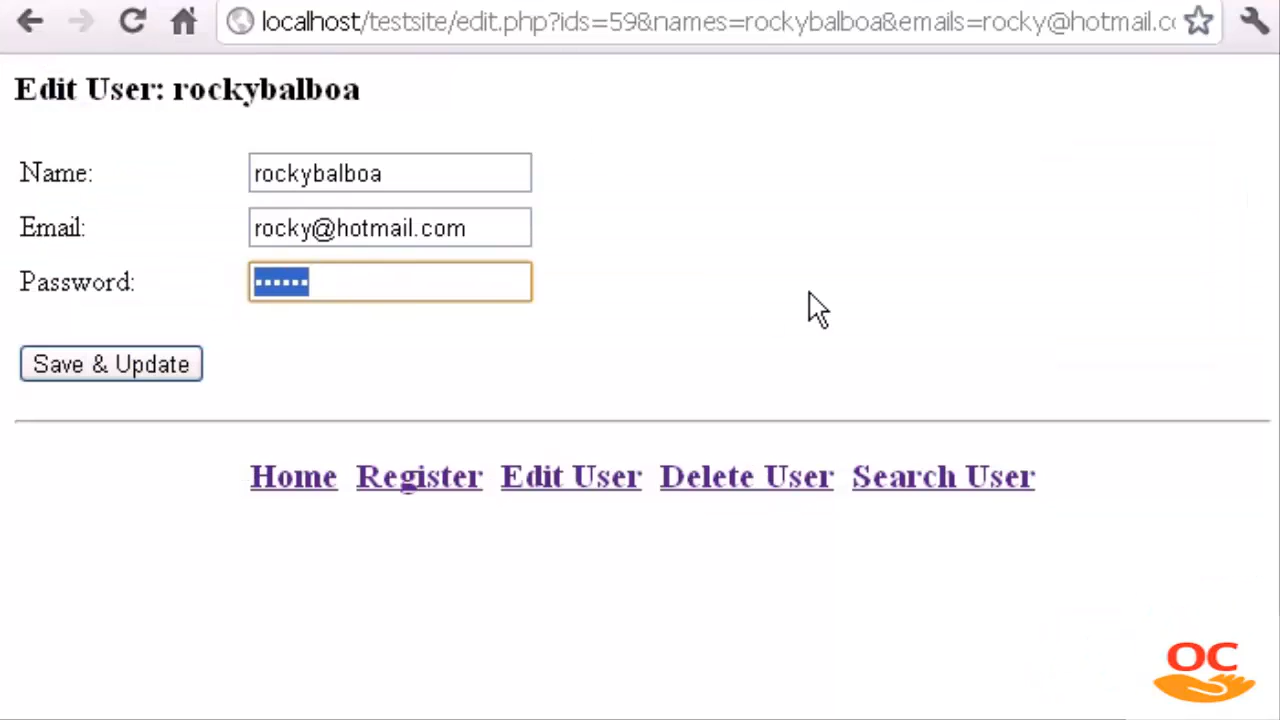 localhost/testsite/edit.php?ids=59&names=rockybalboa&emails=rocky@hotmail.co
Edit User: rockybalboa
Name: rockybalboa
Email: rocky@hotmail.com
Password: ••••••
Save & Update
Home Register Edit User Delete User Search User
OC